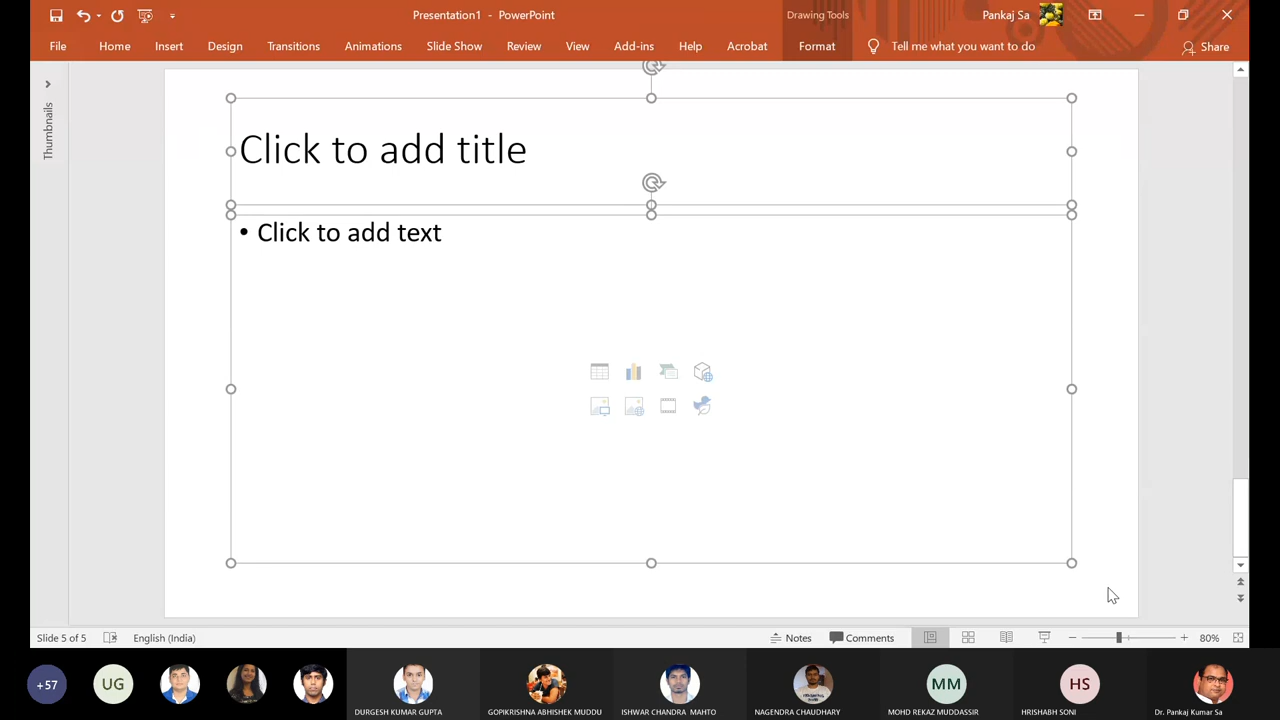 Presentation1 - PowerPoint
Drawing Tools
Pankaj Sa
File Home Insert Design Transitions Animations Slide Show Review View Add-ins Help Acrobat Format Tell me what you want to do Share
Thumbnails
Click to add title
• Click to add text
Slide 5 of 5 English (India) Notes Comments 80%
+57 UG MM HS
DURGESH KUMAR GUPTA GOPIKRISHNA ABHISHEK MUDDU ISHWAR CHANDRA MAHTO NAGENDRA CHAUDHARY MOHD REKAZ MUDDASSIR HRISHABH SONI Dr. Pankaj Kumar Sa